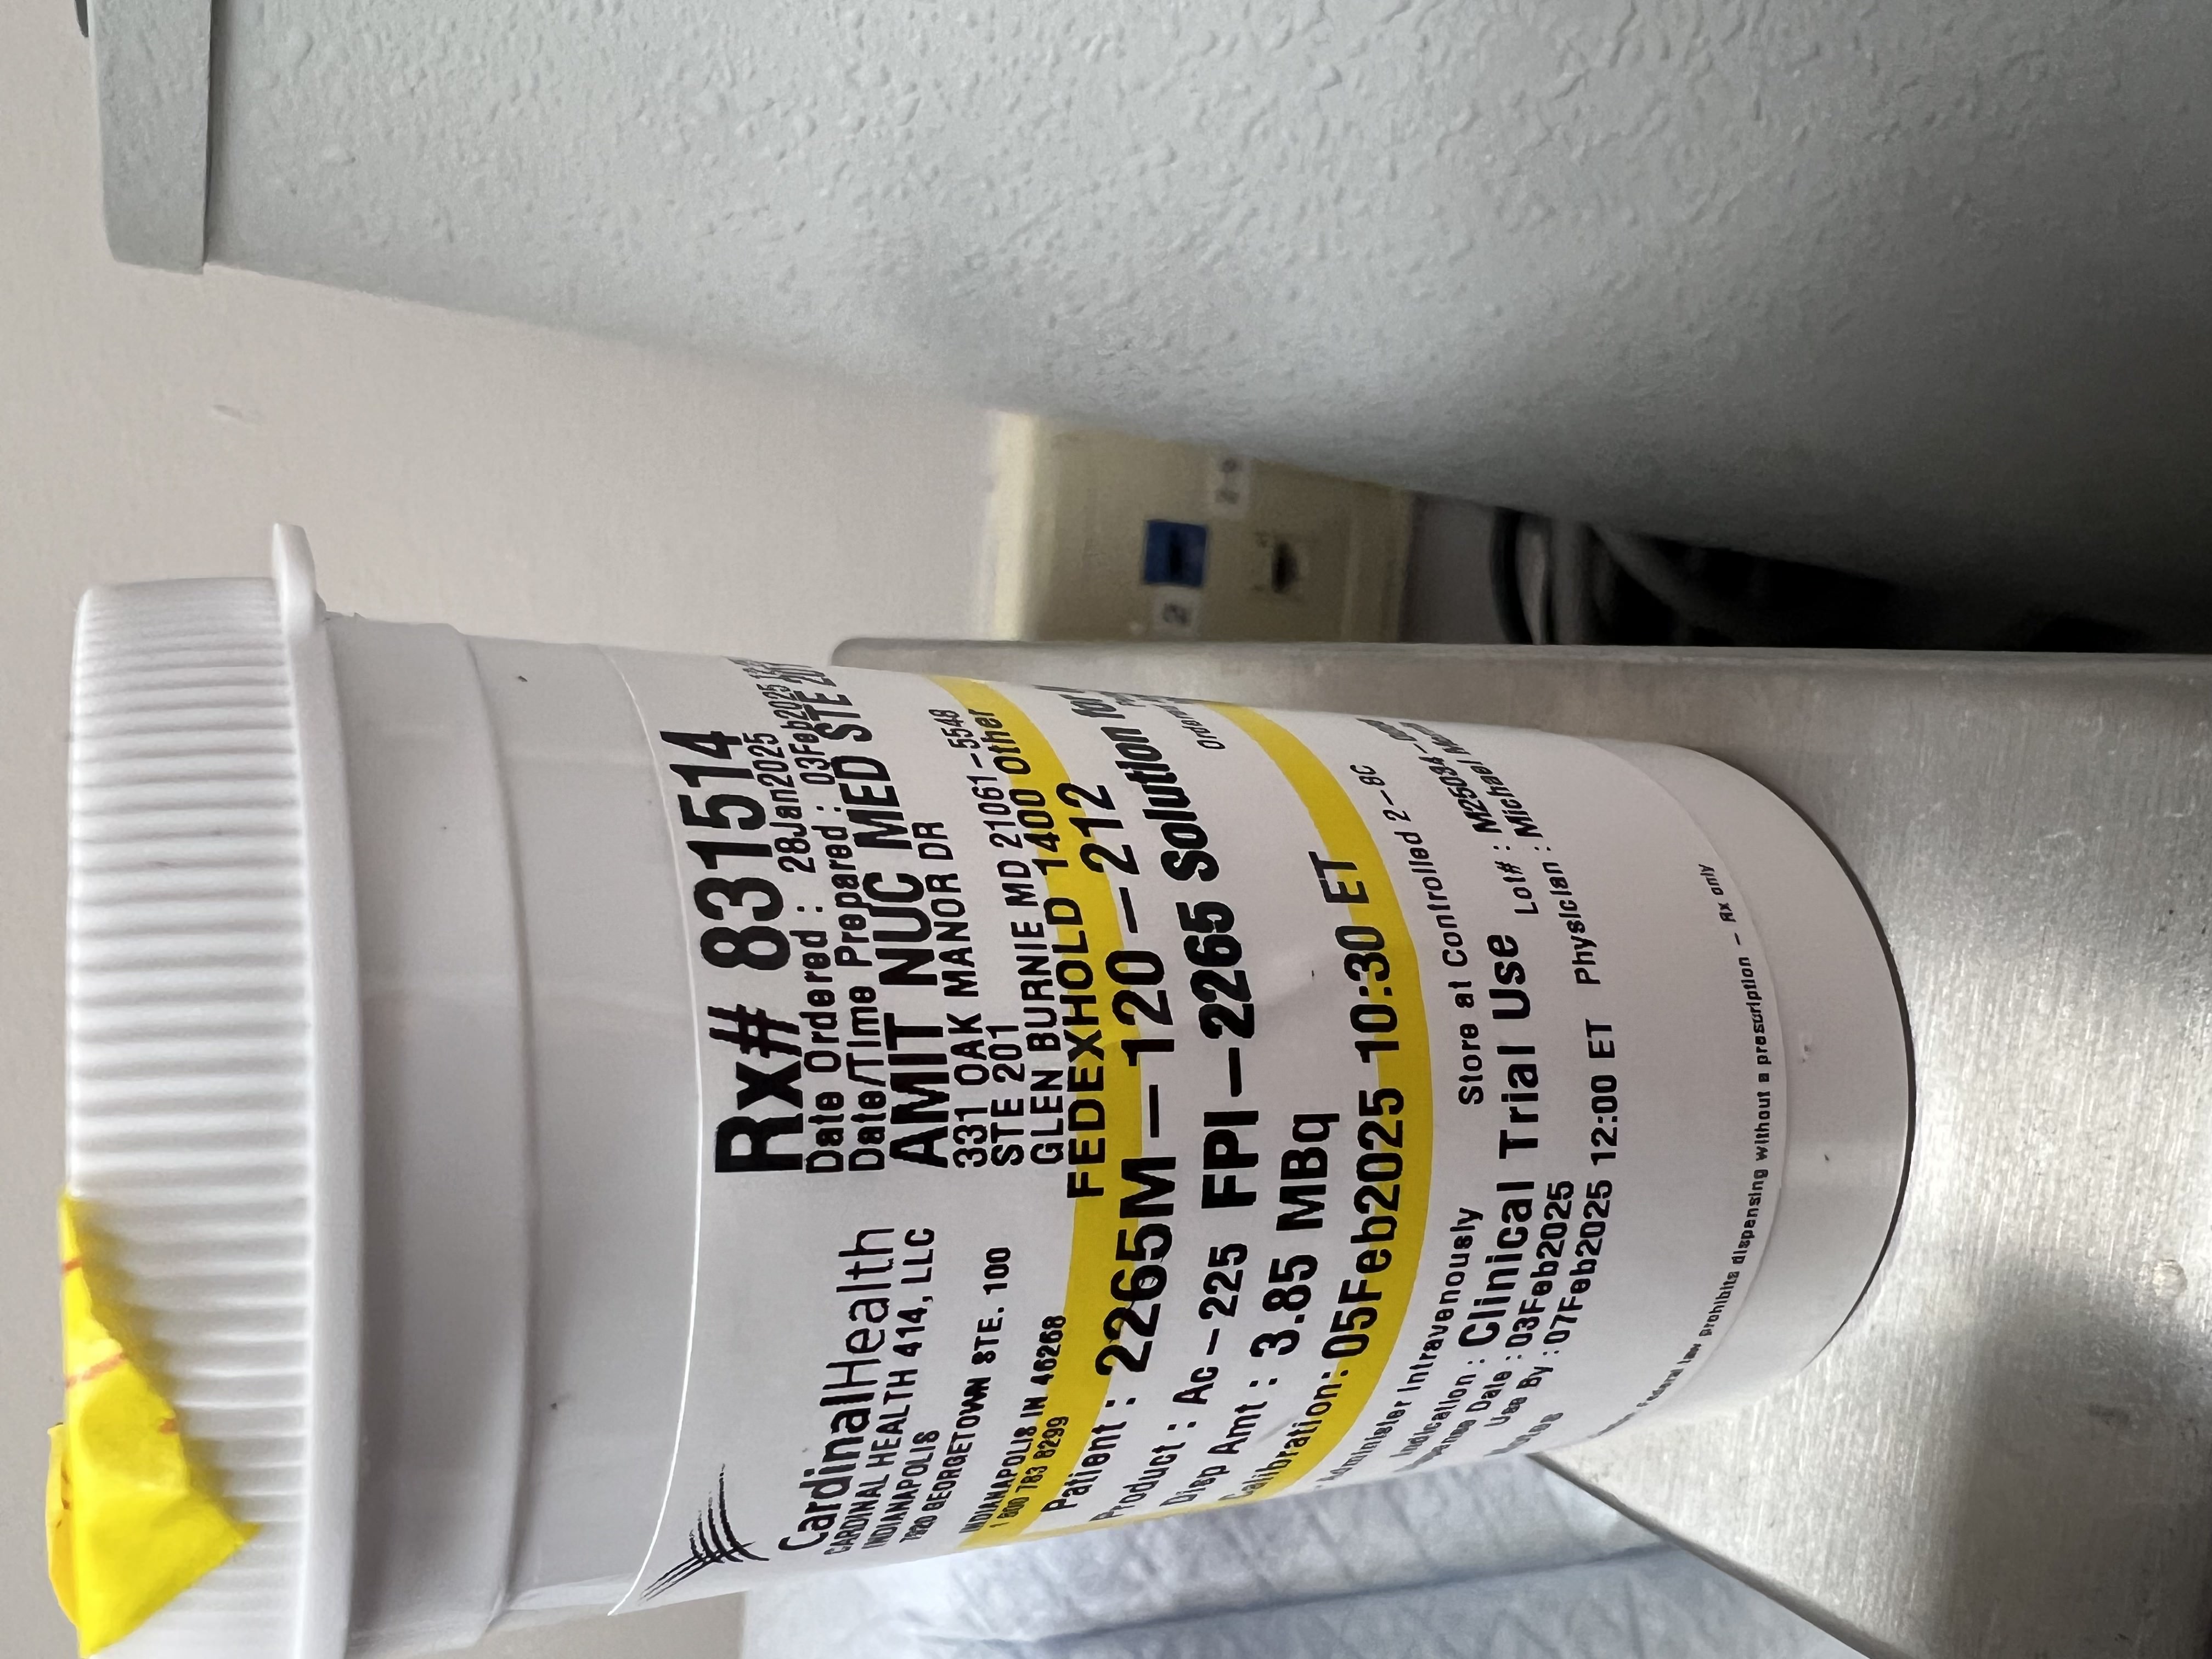 CardinalHealth
CARDINAL HEALTH 414, LLC
INDIANAPOLIS
7920 GEORGETOWN STE. 100
INDIANAPOLIS IN 46268
1 800 783 8299
Rx# 831514
Date Ordered : 28Jan2025
Date/Time Prepared : 03Feb2025
AMIT NUC MED STE 201
331 OAK MANOR DR
STE 201
GLEN BURNIE MD 21061-5548
FEDEXHOLD 1400 Other
Patient : 2265M-120-212
Product : Ac-225 FPI-2265 Solution for
Disp Amt : 3.85 MBq
Calibration: 05Feb2025 10:30 ET
Administer Intravenously
Store at Controlled 2-8C
Indication : Clinical Trial Use
Date : 03Feb2025
Lot# :
Use By : 07Feb2025 12:00 ET
Physician : Michael
Notes
Federal law prohibits dispensing without a prescription - Rx only
2